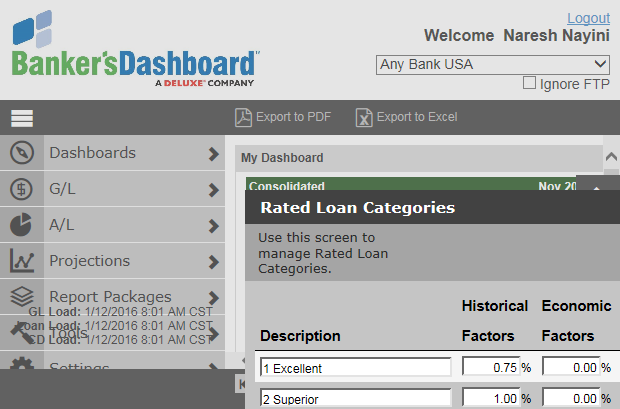 Logout
Welcome Naresh Nayini
Banker'sDashboard™
A DELUXE® COMPANY
Any Bank USA
Ignore FTP
Export to PDF Export to Excel
Dashboards
G/L
A/L
Projections
Report Packages
GL Load: 1/12/2016 8:01 AM CST
Loan Load: 1/12/2016 8:01 AM CST
Tools
CD Load: 1/12/2016 8:01 AM CST
Settings
My Dashboard
Consolidated Nov 20
Rated Loan Categories
Use this screen to
manage Rated Loan
Categories.
Historical Economic
Description Factors Factors
1 Excellent 0.75 % 0.00 %
2 Superior 1.00 % 0.00 %